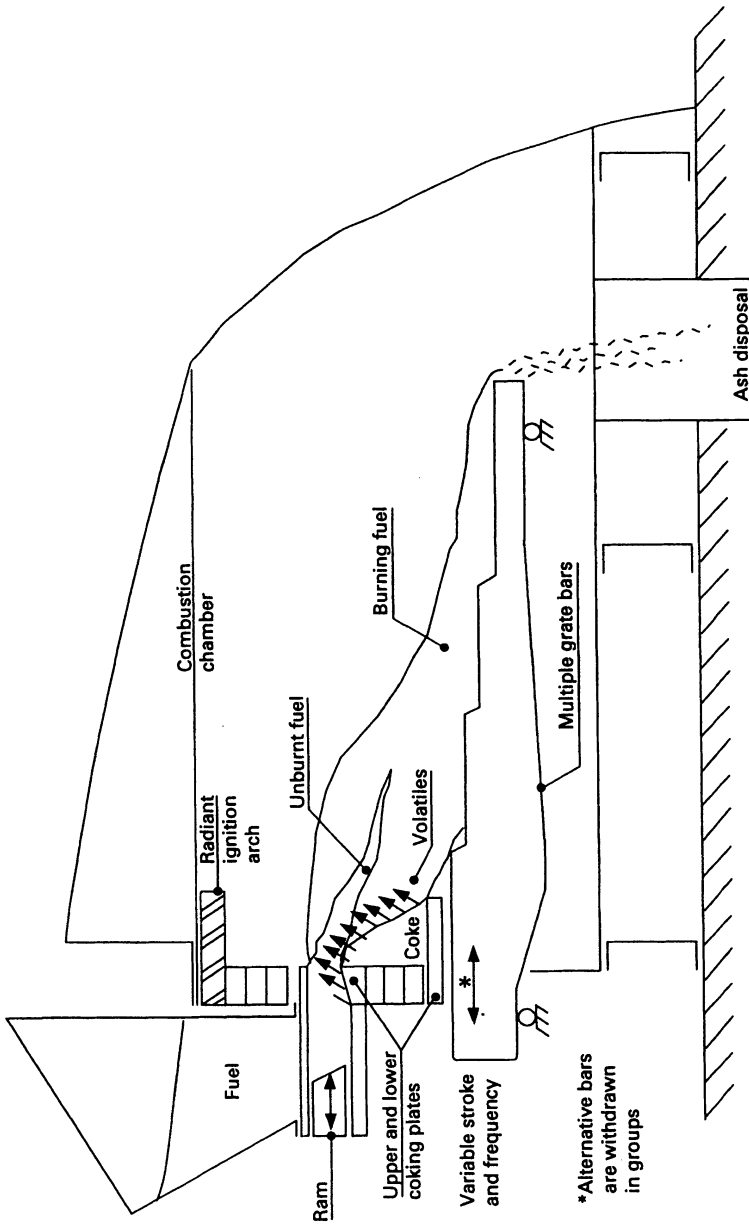 Fuel
Ram
Radiant
ignition
arch
Combustion
chamber
Unburnt fuel
Burning fuel
Volatiles
Coke
Upper and lower
coking plates
*
Variable stroke
and frequency
*Alternative bars
are withdrawn
in groups
Multiple grate bars
Ash disposal